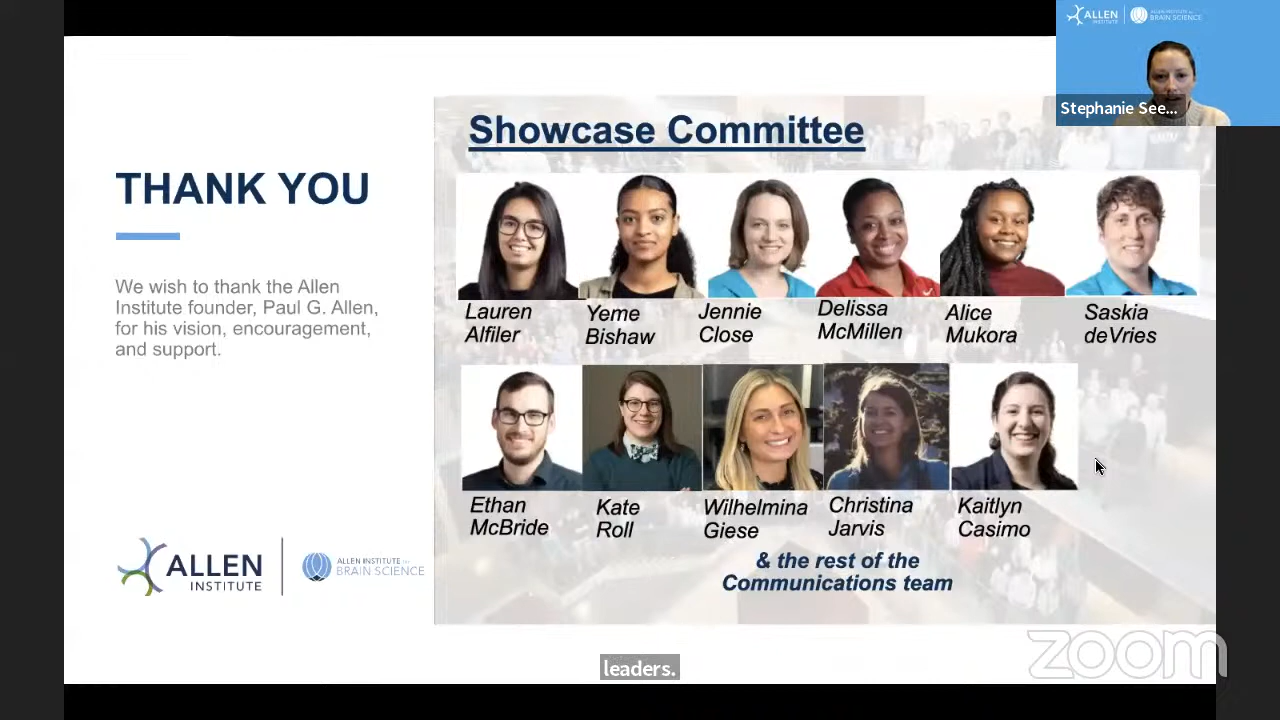 ALLEN
INSTITUTE
ALLEN INSTITUTE for
BRAIN SCIENCE
Stephanie See...
Showcase Committee
THANK YOU
We wish to thank the Allen
Institute founder, Paul G. Allen,
for his vision, encouragement,
and support.
Lauren
Alfiler
Yeme
Bishaw
Jennie
Close
Delissa
McMillen
Alice
Mukora
Saskia
deVries
Ethan
McBride
Kate
Roll
Wilhelmina
Giese
Christina
Jarvis
Kaitlyn
Casimo
& the rest of the
Communications team
ALLEN
INSTITUTE
ALLEN INSTITUTE for
BRAIN SCIENCE
zoom
leaders.